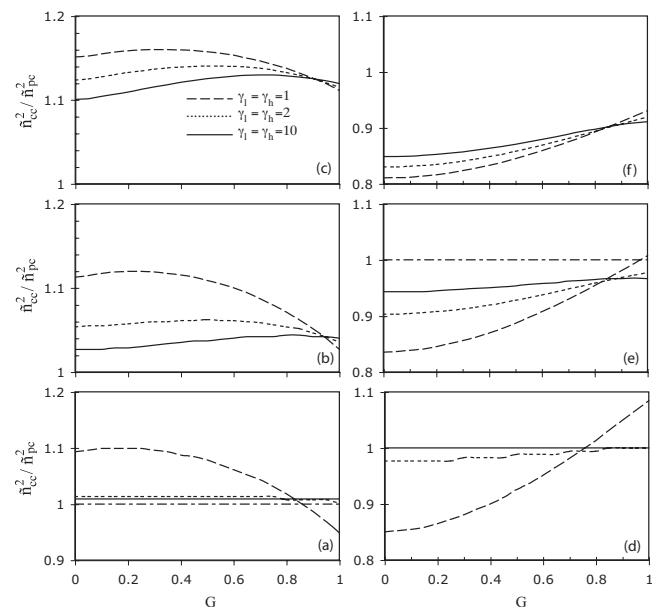 1.2
1.1
1
ñ²cc / ñ²pc
γl = γh = 1
γl = γh = 2
γl = γh = 10
(c)
1.1
1
0.9
0.8
(f)
1.2
1.1
1
ñ²cc / ñ²pc
(b)
1.1
1
0.9
0.8
(e)
1.2
1.1
1
0.9
ñ²cc / ñ²pc
(a)
0 0.2 0.4 0.6 0.8 1
G
1.1
1
0.9
0.8
(d)
0 0.2 0.4 0.6 0.8 1
G